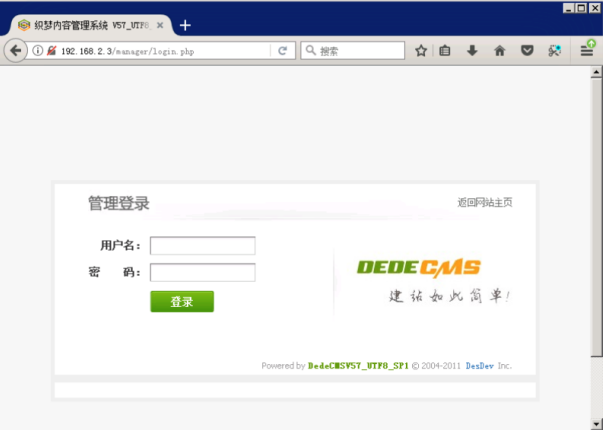 织梦内容管理系统 V57_UTF8_
192.168.2.3/manager/login.php
搜索
管理登录
返回网站主页
用户名：
密 码：
登录
DEDECMS
建站如此简单!
Powered by DedeCMSV57_UTF8_SP1 © 2004-2011 DesDev Inc.